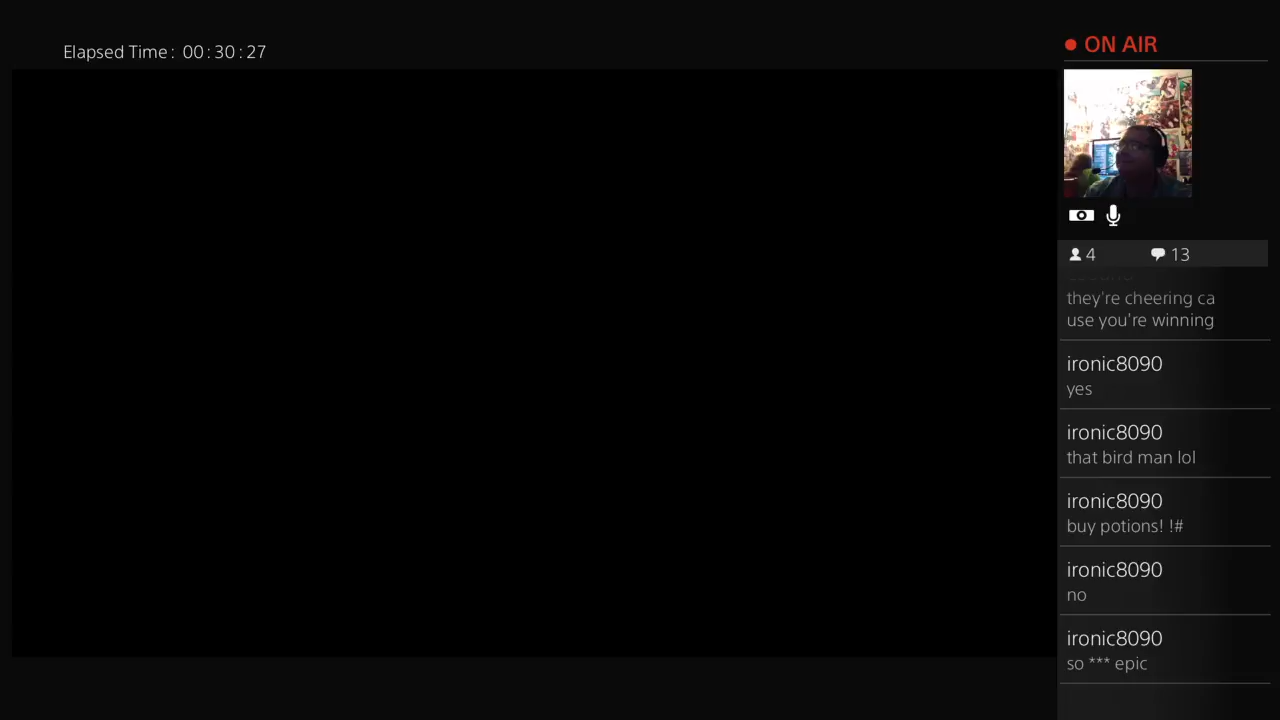 Elapsed Time: 00:30:27
ON AIR
4 13
they're cheering ca
use you're winning
ironic8090
yes
ironic8090
that bird man lol
ironic8090
buy potions! !#
ironic8090
no
ironic8090
so *** epic